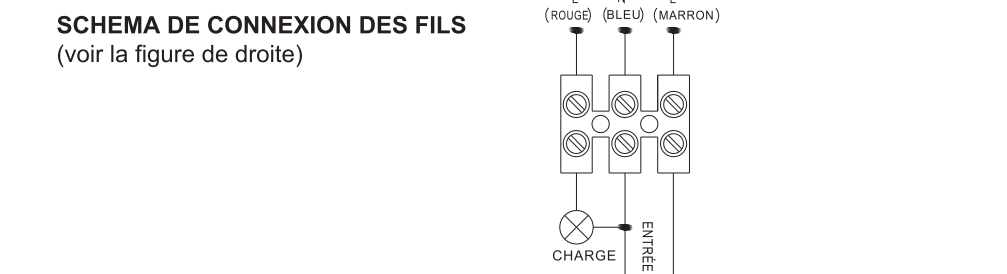 SCHEMA DE CONNEXION DES FILS
(voir la figure de droite)
(ROUGE) (BLEU) (MARRON)
CHARGE
ENTRÉE